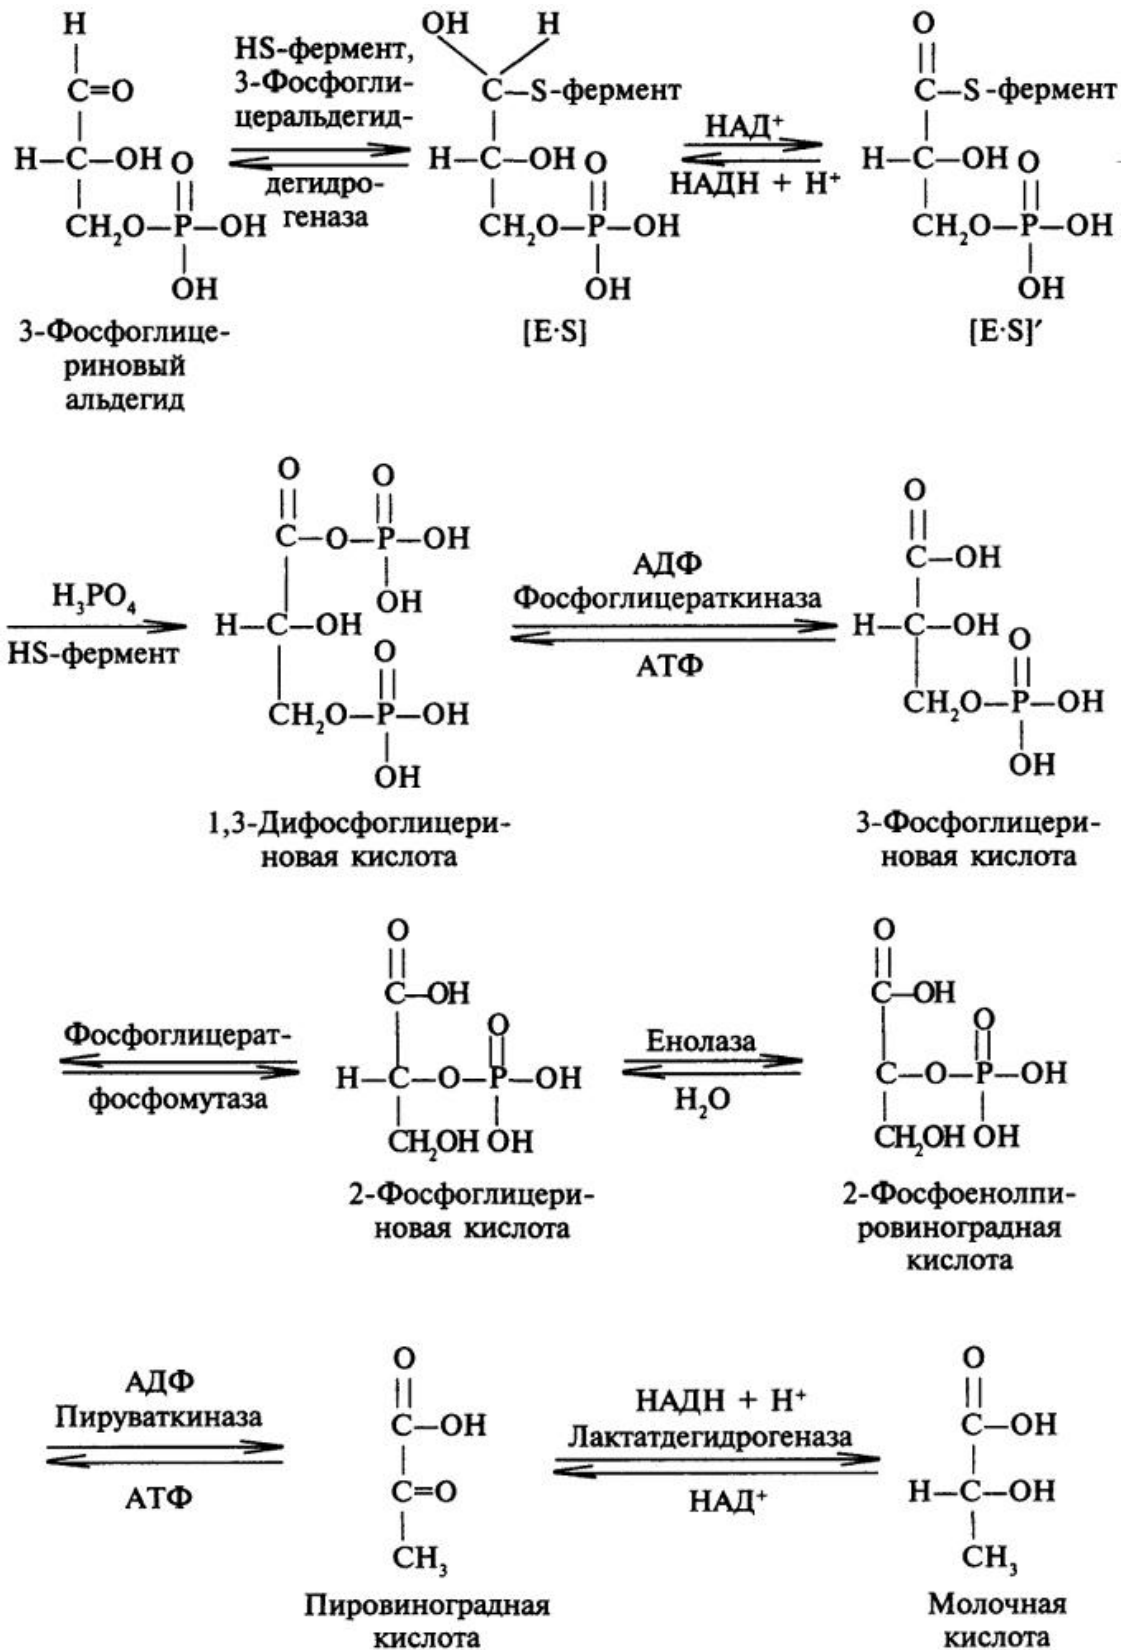 H
C=O
H–C–OH O
CH₂O–P–OH
OH
3-Фосфоглице-
риновый
альдегид
HS-фермент,
3-Фосфогли-
церальдегид-
дегидро-
геназа
OH H
C–S-фермент
H–C–OH O
CH₂O–P–OH
OH
[E·S]
НАД⁺
НАДН + Н⁺
O
C–S-фермент
H–C–OH O
CH₂O–P–OH
OH
[E·S]′
H₃PO₄
HS-фермент
O O
C–O–P–OH
OH
H–C–OH
O
CH₂O–P–OH
OH
1,3-Дифосфоглицери-
новая кислота
АДФ
Фосфоглицераткиназа
АТФ
O
C–OH
H–C–OH O
CH₂O–P–OH
OH
3-Фосфоглицери-
новая кислота
Фосфоглицерат-
фосфомутаза
O
C–OH
O
H–C–O–P–OH
CH₂OH OH
2-Фосфоглицери-
новая кислота
Енолаза
H₂O
O
C–OH
O
C–O–P–OH
CH₂OH OH
2-Фосфоенолпи-
ровиноградная
кислота
АДФ
Пируваткиназа
АТФ
O
C–OH
C=O
CH₃
Пировиноградная
кислота
НАДН + Н⁺
Лактатдегидрогеназа
НАД⁺
O
C–OH
H–C–OH
CH₃
Молочная
кислота